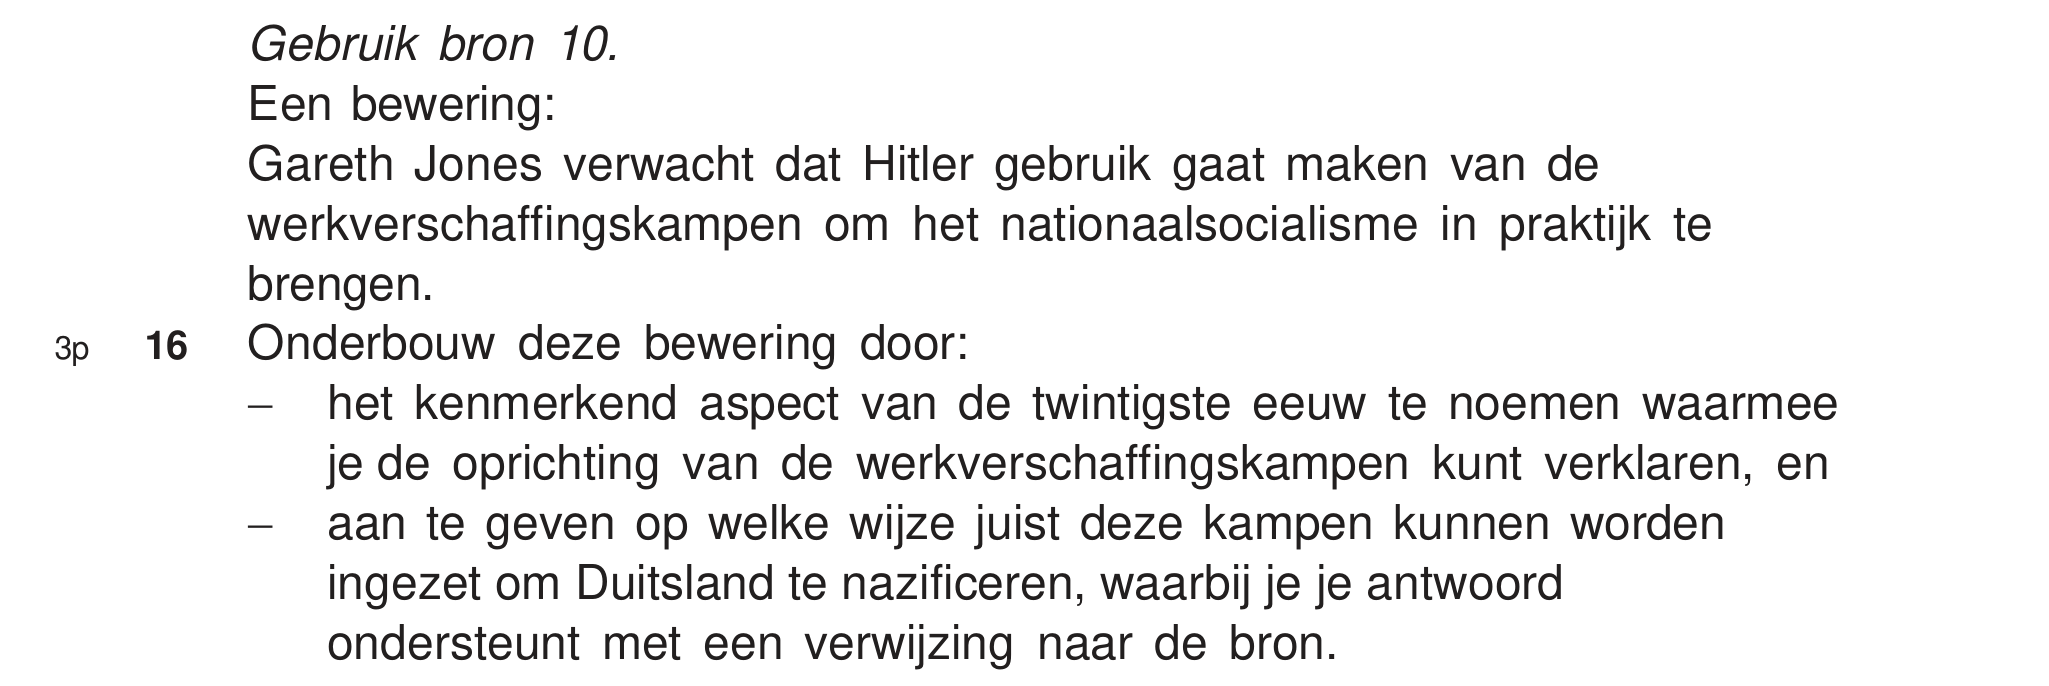 Gebruik bron 10.
Een bewering:
Gareth Jones verwacht dat Hitler gebruik gaat maken van de
werkverschaffingskampen om het nationaalsocialisme in praktijk te
brengen.
3p 16 Onderbouw deze bewering door:
– het kenmerkend aspect van de twintigste eeuw te noemen waarmee
je de oprichting van de werkverschaffingskampen kunt verklaren, en
– aan te geven op welke wijze juist deze kampen kunnen worden
ingezet om Duitsland te nazificeren, waarbij je je antwoord
ondersteunt met een verwijzing naar de bron.